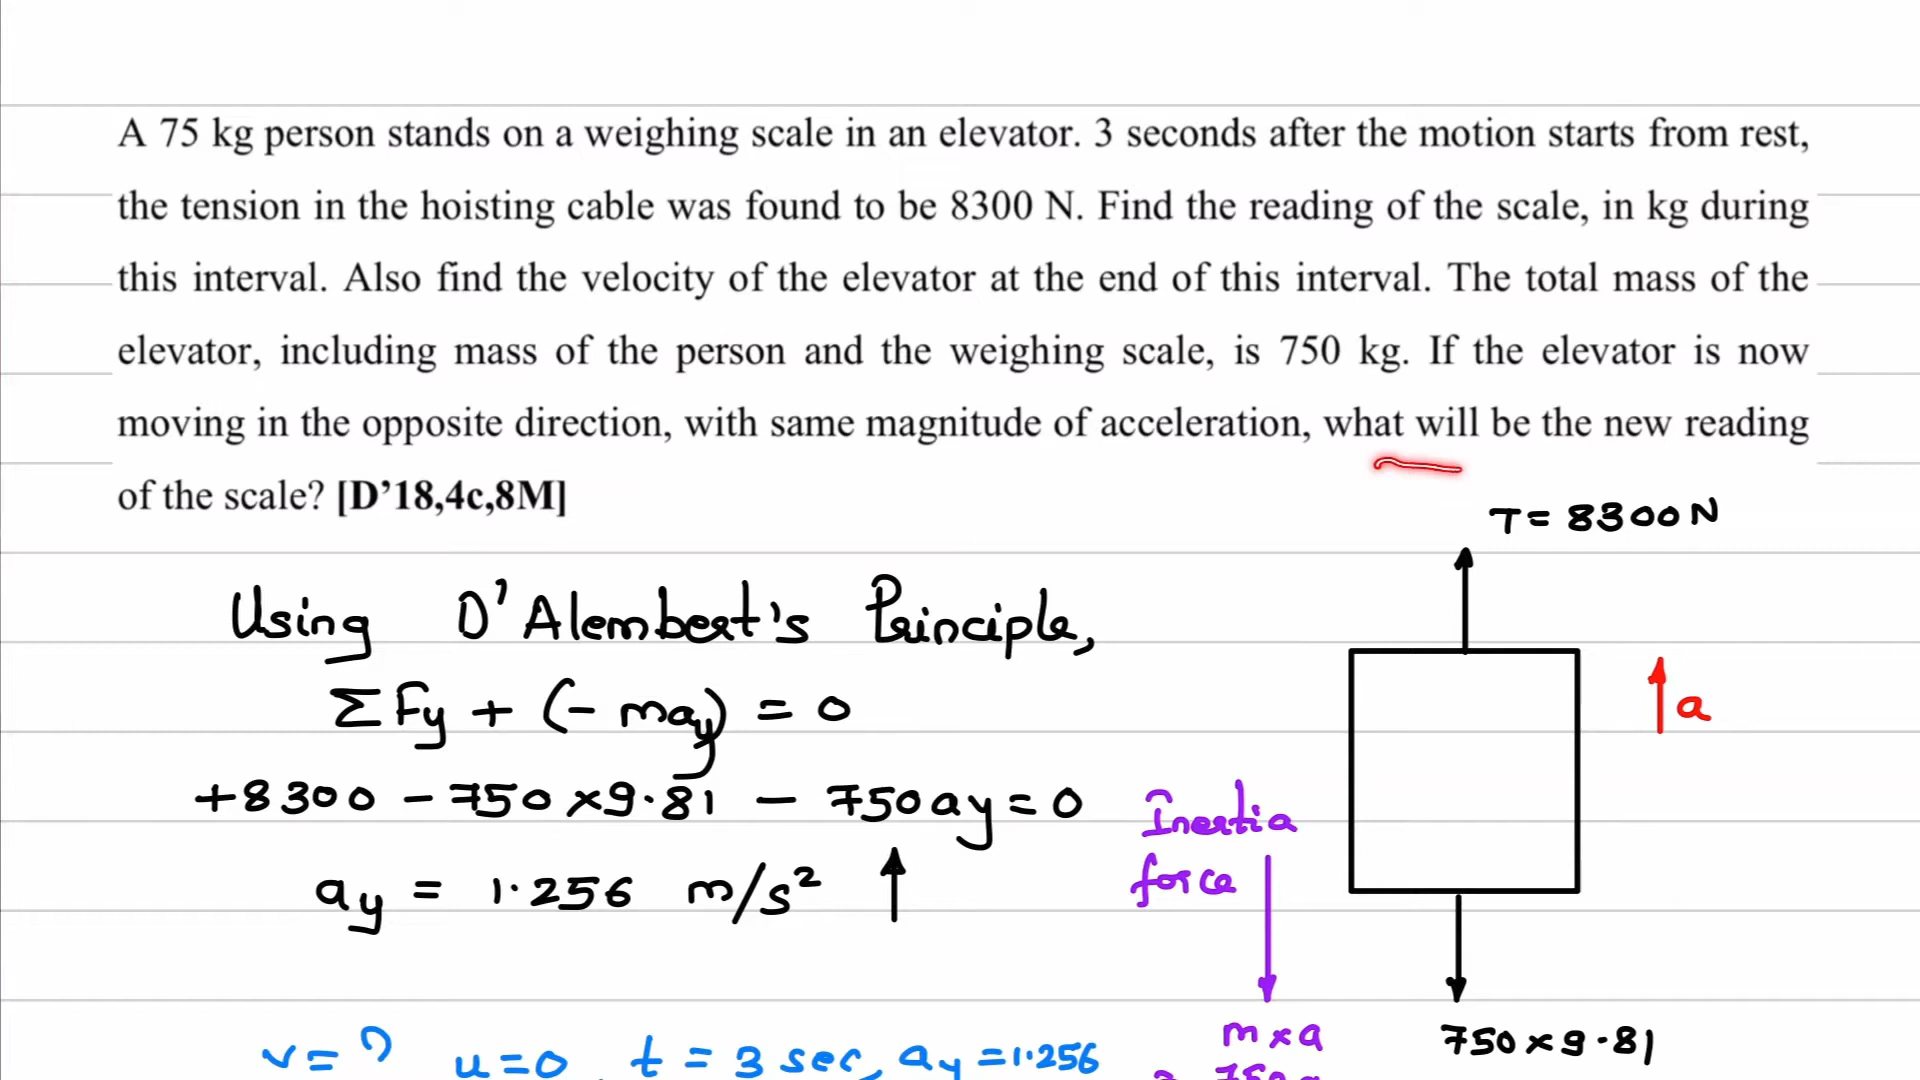 A 75 kg person stands on a weighing scale in an elevator. 3 seconds after the motion starts from rest,
the tension in the hoisting cable was found to be 8300 N. Find the reading of the scale, in kg during
this interval. Also find the velocity of the elevator at the end of this interval. The total mass of the
elevator, including mass of the person and the weighing scale, is 750 kg. If the elevator is now
moving in the opposite direction, with same magnitude of acceleration, what will be the new reading
of the scale? [D’18,4c,8M]
T = 8300 N
Using D'Alembert's Principle,
ΣFy + (- may) = 0
a
+8300 - 750 × 9.81 - 750 ay = 0
Inertia
force
ay = 1.256 m/s²
m × a
750 × 9.81
v = ? u = 0, t = 3 sec, ay = 1.256